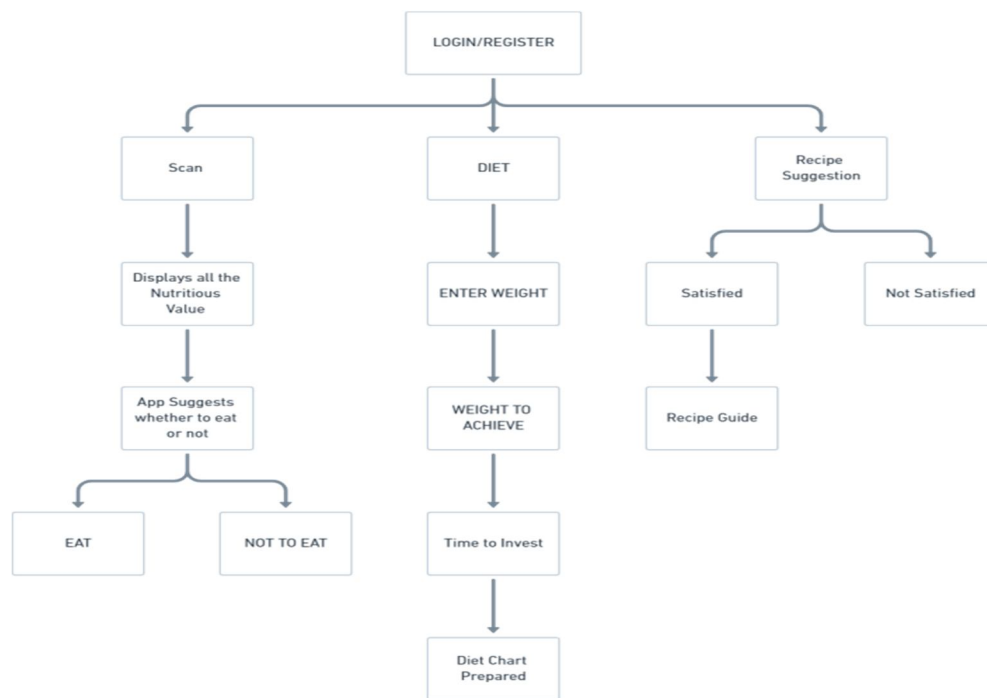 LOGIN/REGISTER
Scan
DIET
Recipe
Suggestion
Displays all the
Nutritious
Value
ENTER WEIGHT
Satisfied
Not Satisfied
App Suggests
whether to eat
or not
WEIGHT TO
ACHIEVE
Recipe Guide
EAT
NOT TO EAT
Time to Invest
Diet Chart
Prepared